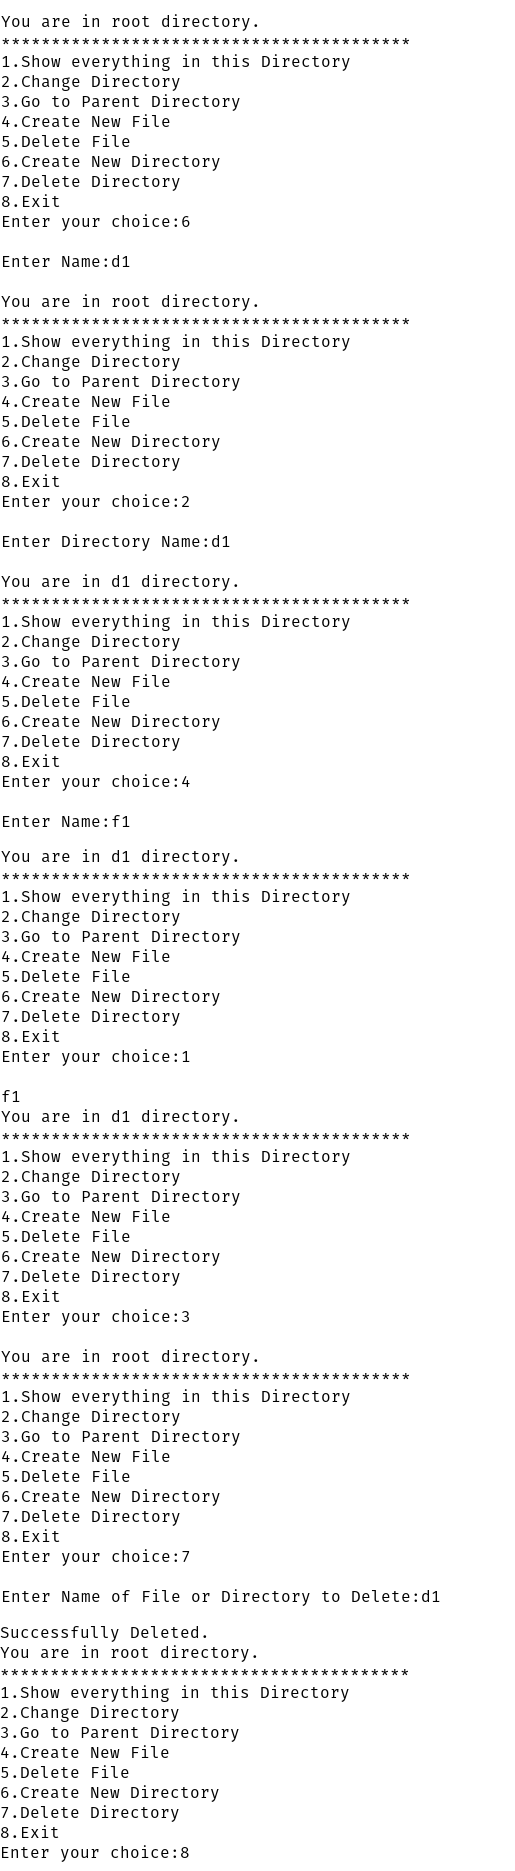 You are in root directory.
*****************************************
1.Show everything in this Directory
2.Change Directory
3.Go to Parent Directory
4.Create New File
5.Delete File
6.Create New Directory
7.Delete Directory
8.Exit
Enter your choice:6
Enter Name:d1
You are in root directory.
*****************************************
1.Show everything in this Directory
2.Change Directory
3.Go to Parent Directory
4.Create New File
5.Delete File
6.Create New Directory
7.Delete Directory
8.Exit
Enter your choice:2
Enter Directory Name:d1
You are in d1 directory.
*****************************************
1.Show everything in this Directory
2.Change Directory
3.Go to Parent Directory
4.Create New File
5.Delete File
6.Create New Directory
7.Delete Directory
8.Exit
Enter your choice:4
Enter Name:f1
You are in d1 directory.
*****************************************
1.Show everything in this Directory
2.Change Directory
3.Go to Parent Directory
4.Create New File
5.Delete File
6.Create New Directory
7.Delete Directory
8.Exit
Enter your choice:1
f1
You are in d1 directory.
*****************************************
1.Show everything in this Directory
2.Change Directory
3.Go to Parent Directory
4.Create New File
5.Delete File
6.Create New Directory
7.Delete Directory
8.Exit
Enter your choice:3
You are in root directory.
*****************************************
1.Show everything in this Directory
2.Change Directory
3.Go to Parent Directory
4.Create New File
5.Delete File
6.Create New Directory
7.Delete Directory
8.Exit
Enter your choice:7
Enter Name of File or Directory to Delete:d1
Successfully Deleted.
You are in root directory.
*****************************************
1.Show everything in this Directory
2.Change Directory
3.Go to Parent Directory
4.Create New File
5.Delete File
6.Create New Directory
7.Delete Directory
8.Exit
Enter your choice:8